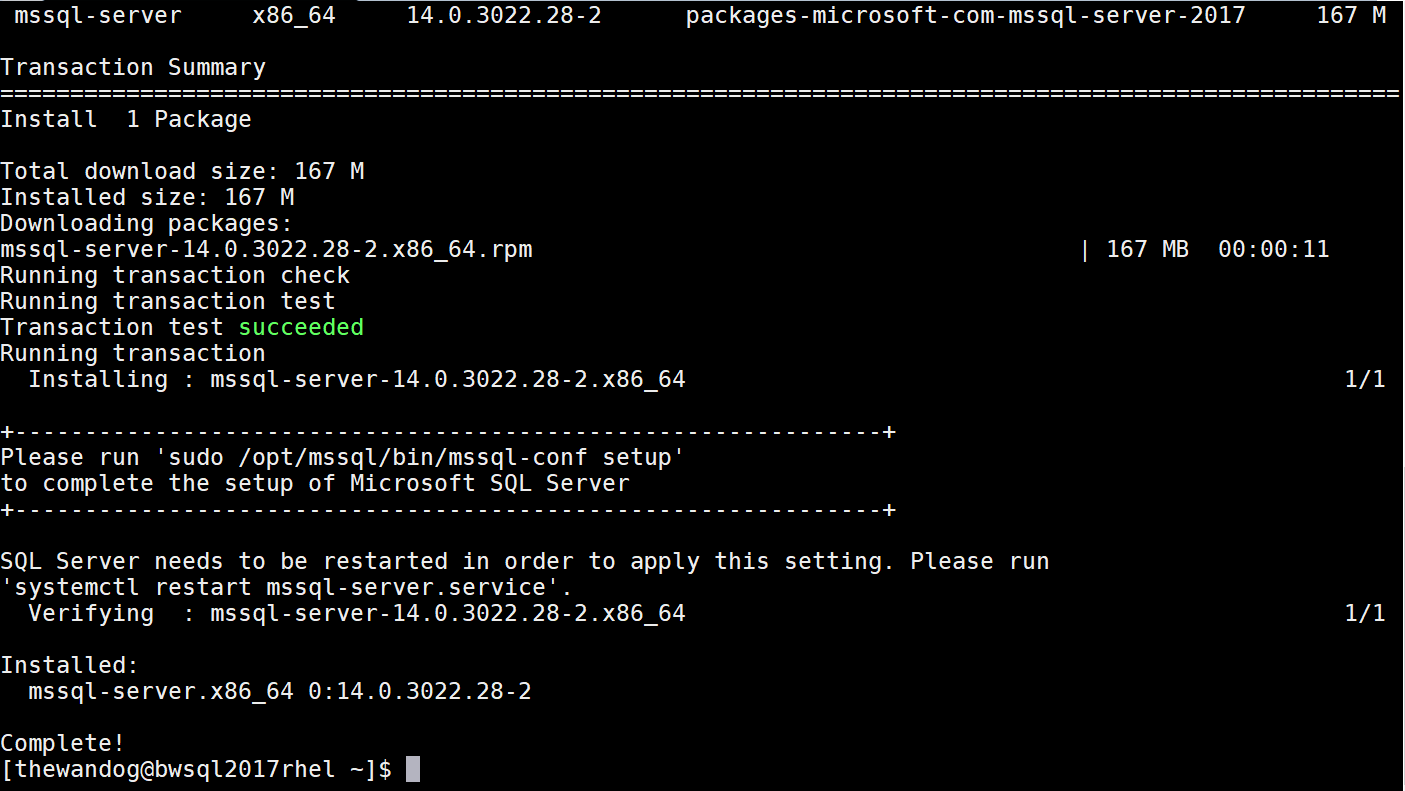 mssql-server     x86_64     14.0.3022.28-2      packages-microsoft-com-mssql-server-2017     167 M
Transaction Summary
====================================================================================================
Install  1 Package
Total download size: 167 M
Installed size: 167 M
Downloading packages:
mssql-server-14.0.3022.28-2.x86_64.rpm                                       | 167 MB  00:00:11
Running transaction check
Running transaction test
Transaction test succeeded
Running transaction
  Installing : mssql-server-14.0.3022.28-2.x86_64                                               1/1
+--------------------------------------------------------------+
Please run 'sudo /opt/mssql/bin/mssql-conf setup'
to complete the setup of Microsoft SQL Server
+--------------------------------------------------------------+
SQL Server needs to be restarted in order to apply this setting. Please run
'systemctl restart mssql-server.service'.
  Verifying  : mssql-server-14.0.3022.28-2.x86_64                                               1/1
Installed:
  mssql-server.x86_64 0:14.0.3022.28-2
Complete!
[thewandog@bwsql2017rhel ~]$